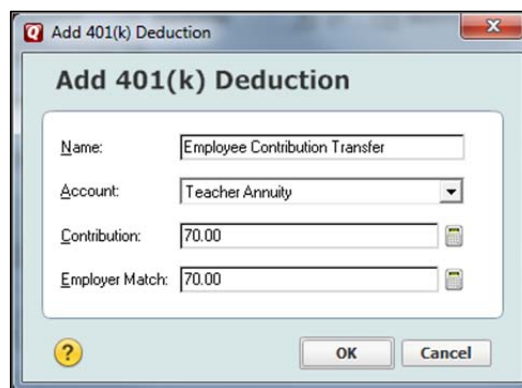 Add 401(k) Deduction
Add 401(k) Deduction
Name: Employee Contribution Transfer
Account: Teacher Annuity
Contribution: 70.00
Employer Match: 70.00
? OK Cancel